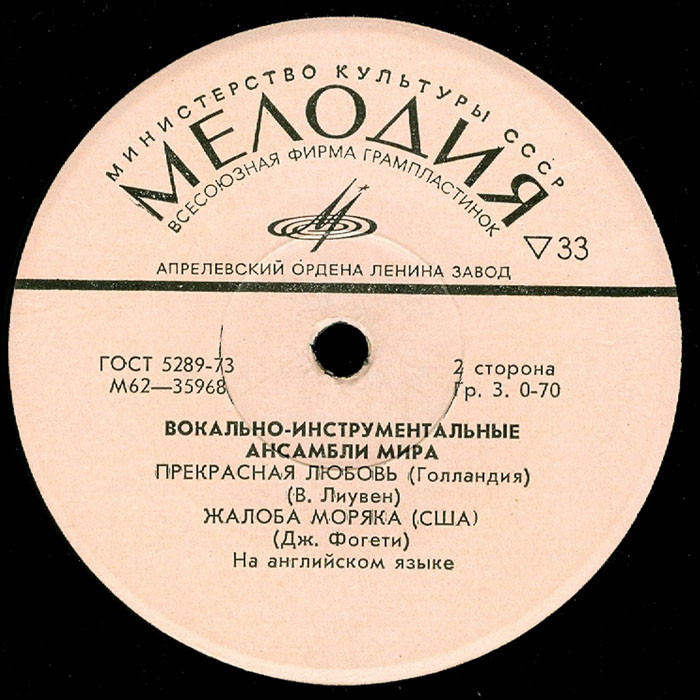 МИНИСТЕРСТВО КУЛЬТУРЫ СССР
МЕЛОДИЯ
ВСЕСОЮЗНАЯ ФИРМА ГРАМПЛАСТИНОК
▽33
АПРЕЛЕВСКИЙ ОРДЕНА ЛЕНИНА ЗАВОД
ГОСТ 5289-73
М62—35968
2 сторона
Гр. 3. 0-70
ВОКАЛЬНО-ИНСТРУМЕНТАЛЬНЫЕ
АНСАМБЛИ МИРА
ПРЕКРАСНАЯ ЛЮБОВЬ (Голландия)
(В. Лиувен)
ЖАЛОБА МОРЯКА (США)
(Дж. Фогети)
На английском языке